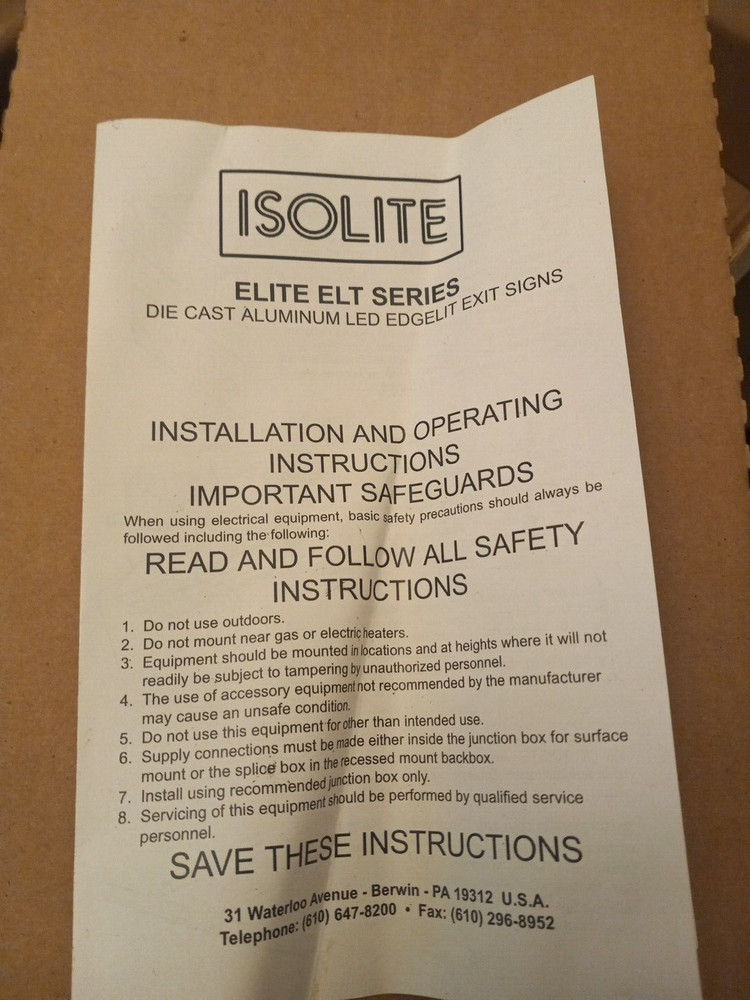 ISOLITE
ELITE ELT SERIES
DIE CAST ALUMINUM LED EDGELIT EXIT SIGNS
INSTALLATION AND OPERATING
INSTRUCTIONS
IMPORTANT SAFEGUARDS
When using electrical equipment, basic safety precautions should always be
followed including the following:
READ AND FOLLOW ALL SAFETY
INSTRUCTIONS
1. Do not use outdoors.
2. Do not mount near gas or electric heaters.
3. Equipment should be mounted in locations and at heights where it will not
readily be subject to tampering by unauthorized personnel.
4. The use of accessory equipment not recommended by the manufacturer
may cause an unsafe condition.
5. Do not use this equipment for other than intended use.
6. Supply connections must be made either inside the junction box for surface
mount or the splice box in the recessed mount backbox.
7. Install using recommended junction box only.
8. Servicing of this equipment should be performed by qualified service
personnel.
SAVE THESE INSTRUCTIONS
31 Waterloo Avenue - Berwin - PA 19312 U.S.A.
Telephone: (610) 647-8200 • Fax: (610) 296-8952